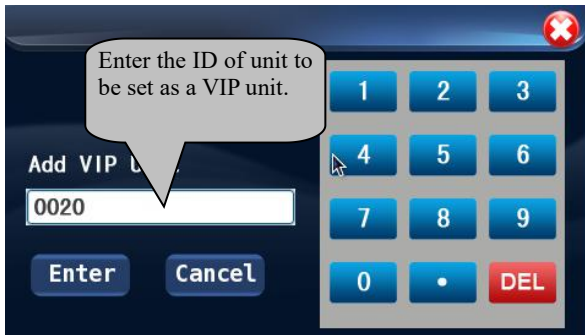 Enter the ID of unit to
be set as a VIP unit.
1 2 3
Add VIP U
4 5 6
0020
7 8 9
Enter Cancel
0 • DEL